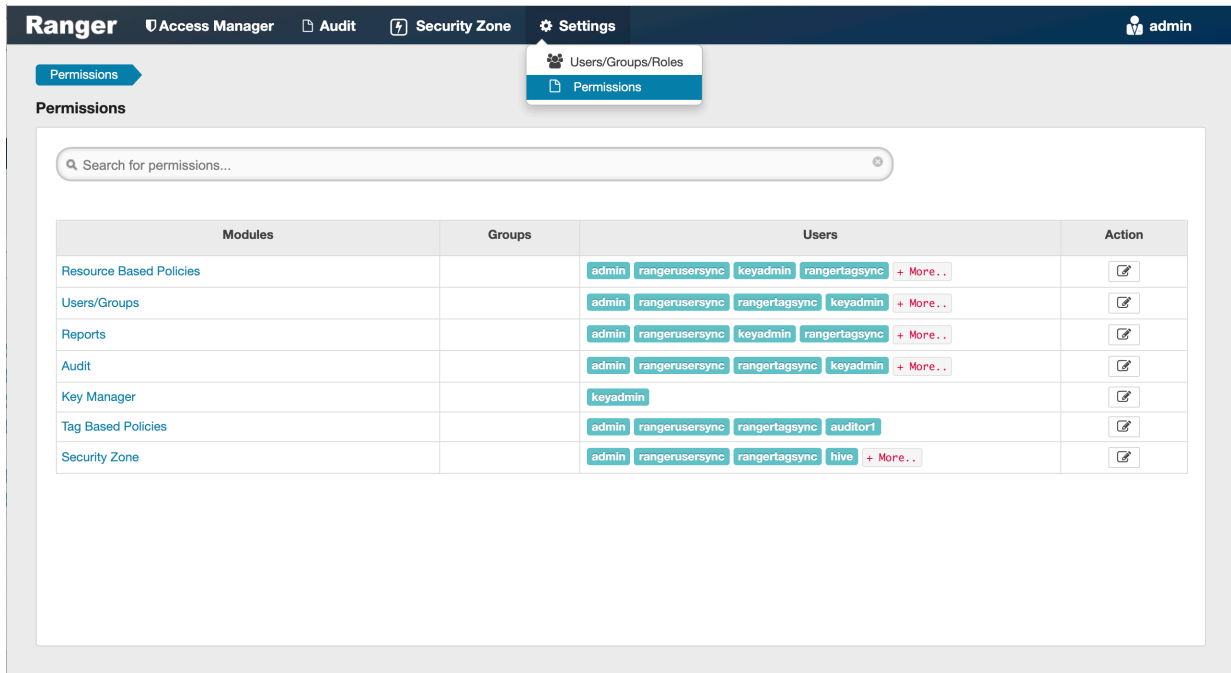 Ranger Access Manager Audit Security Zone Settings admin
Users/Groups/Roles
Permissions
Permissions
Permissions
Search for permissions...
Modules Groups Users Action
Resource Based Policies admin rangerusersync keyadmin rangertagsync + More..
Users/Groups admin rangerusersync rangertagsync keyadmin + More..
Reports admin rangerusersync keyadmin rangertagsync + More..
Audit admin rangerusersync rangertagsync keyadmin + More..
Key Manager keyadmin
Tag Based Policies admin rangerusersync rangertagsync auditor1
Security Zone admin rangerusersync rangertagsync hive + More..